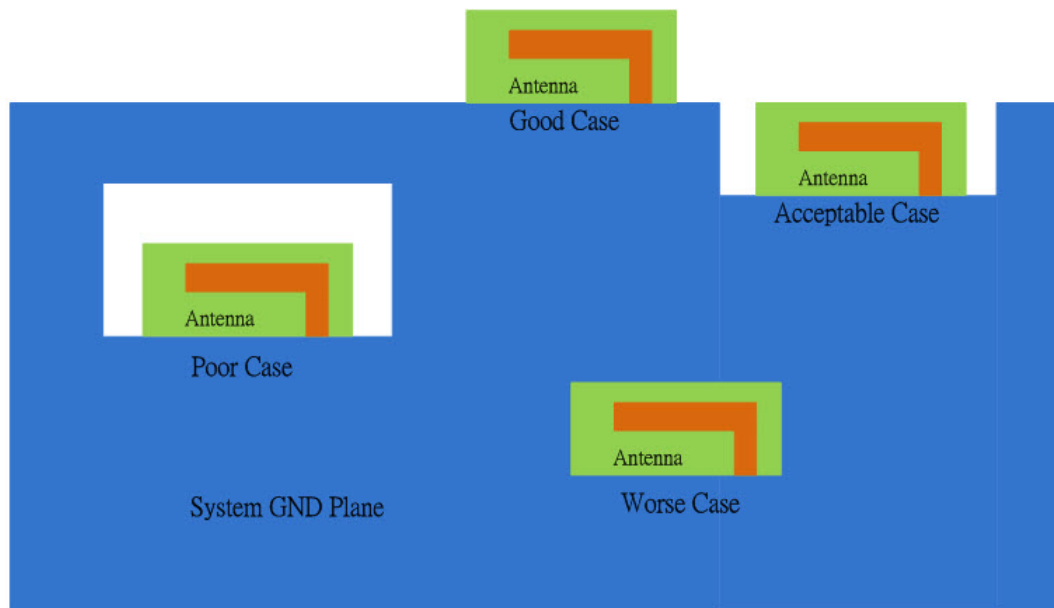 Antenna
Good Case
Antenna
Acceptable Case
Antenna
Poor Case
Antenna
Worse Case
System GND Plane